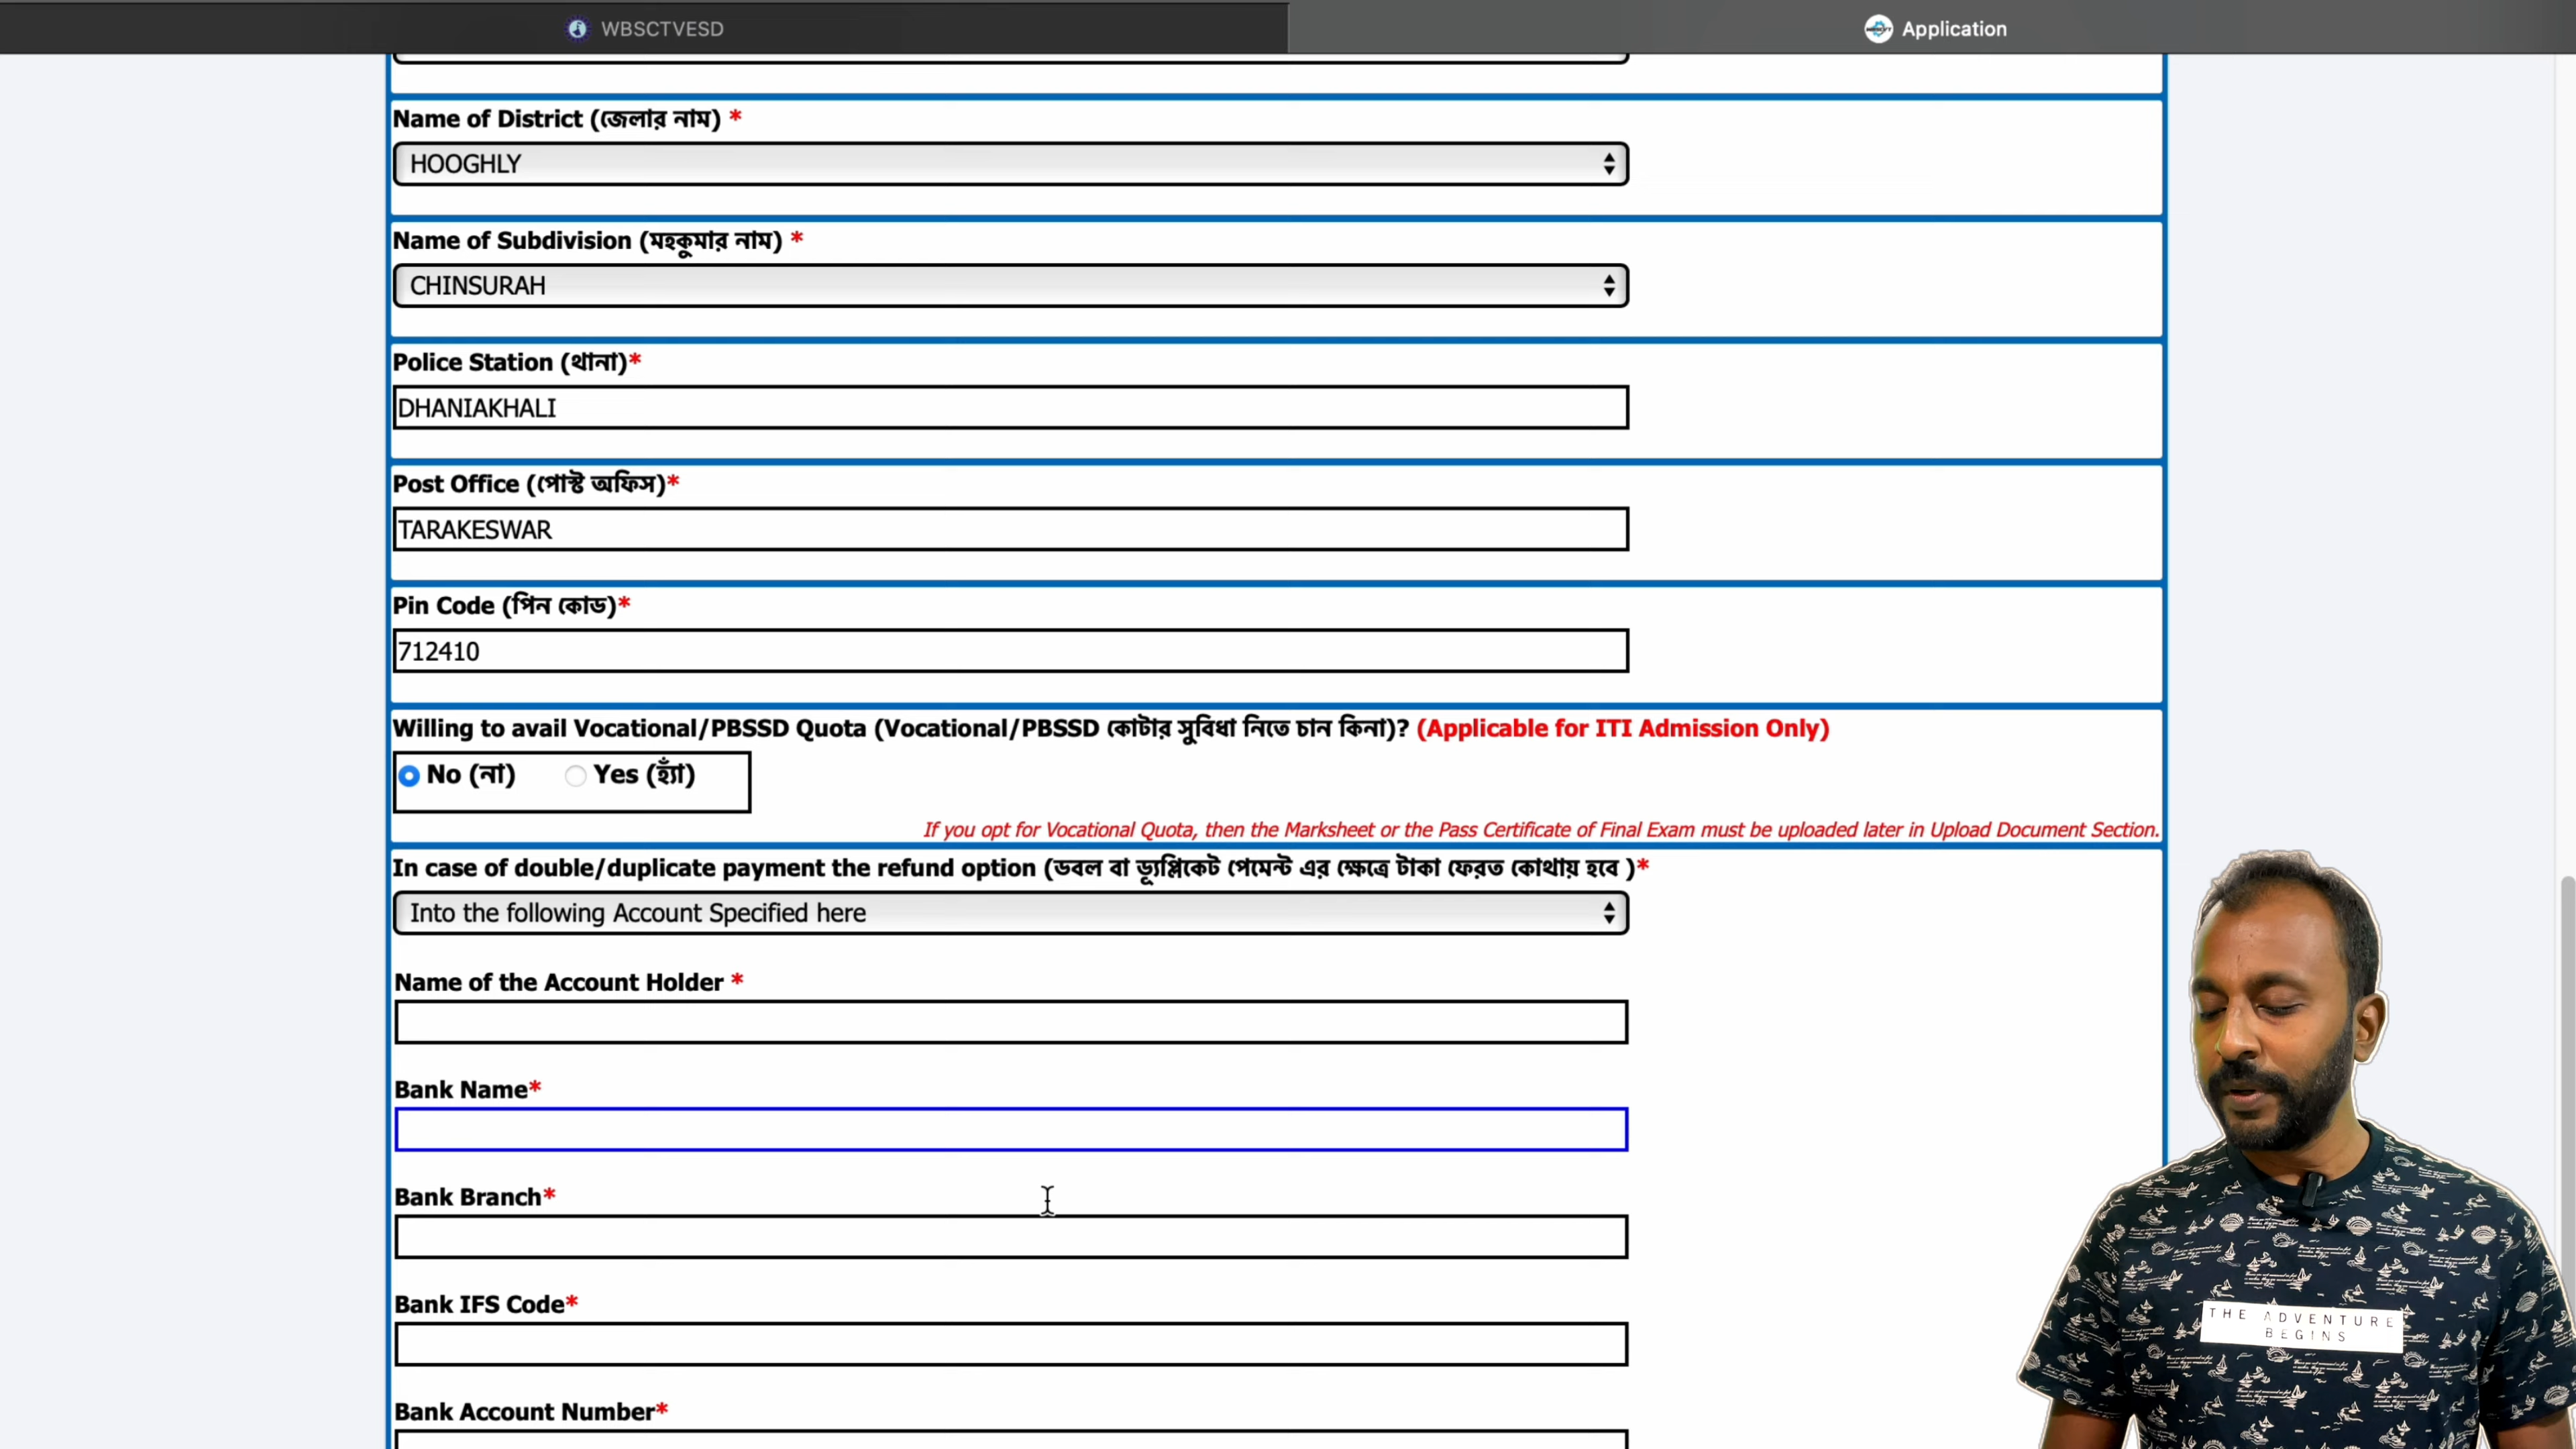 WBSCTVESD
Application
Name of District (জেলার নাম) *
HOOGHLY
Name of Subdivision (মহকুমার নাম) *
CHINSURAH
Police Station (থানা)*
DHANIAKHALI
Post Office (পোস্ট অফিস)*
TARAKESWAR
Pin Code (পিন কোড)*
712410
Willing to avail Vocational/PBSSD Quota (Vocational/PBSSD কোটার সুবিধা নিতে চান কিনা)? (Applicable for ITI Admission Only)
No (না) Yes (হ্যাঁ)
If you opt for Vocational Quota, then the Marksheet or the Pass Certificate of Final Exam must be uploaded later in Upload Document Section.
In case of double/duplicate payment the refund option (ডবল বা ড্যূপ্লিকেট পেমেন্ট এর ক্ষেত্রে টাকা ফেরত কোথায় হবে )*
Into the following Account Specified here
Name of the Account Holder *
Bank Name*
Bank Branch*
Bank IFS Code*
Bank Account Number*
THE ADVENTURE
BEGINS